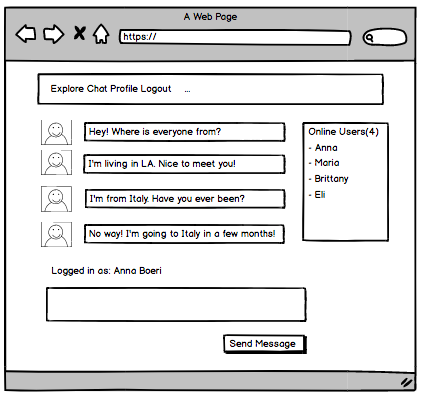 A Web Page
https://
Explore Chat Profile Logout ...
Hey! Where is everyone from?
I'm living in LA. Nice to meet you!
I'm from Italy. Have you ever been?
No way! I'm going to Italy in a few months!
Online Users(4)
- Anna
- Maria
- Brittany
- Eli
Logged in as: Anna Boeri
Send Message